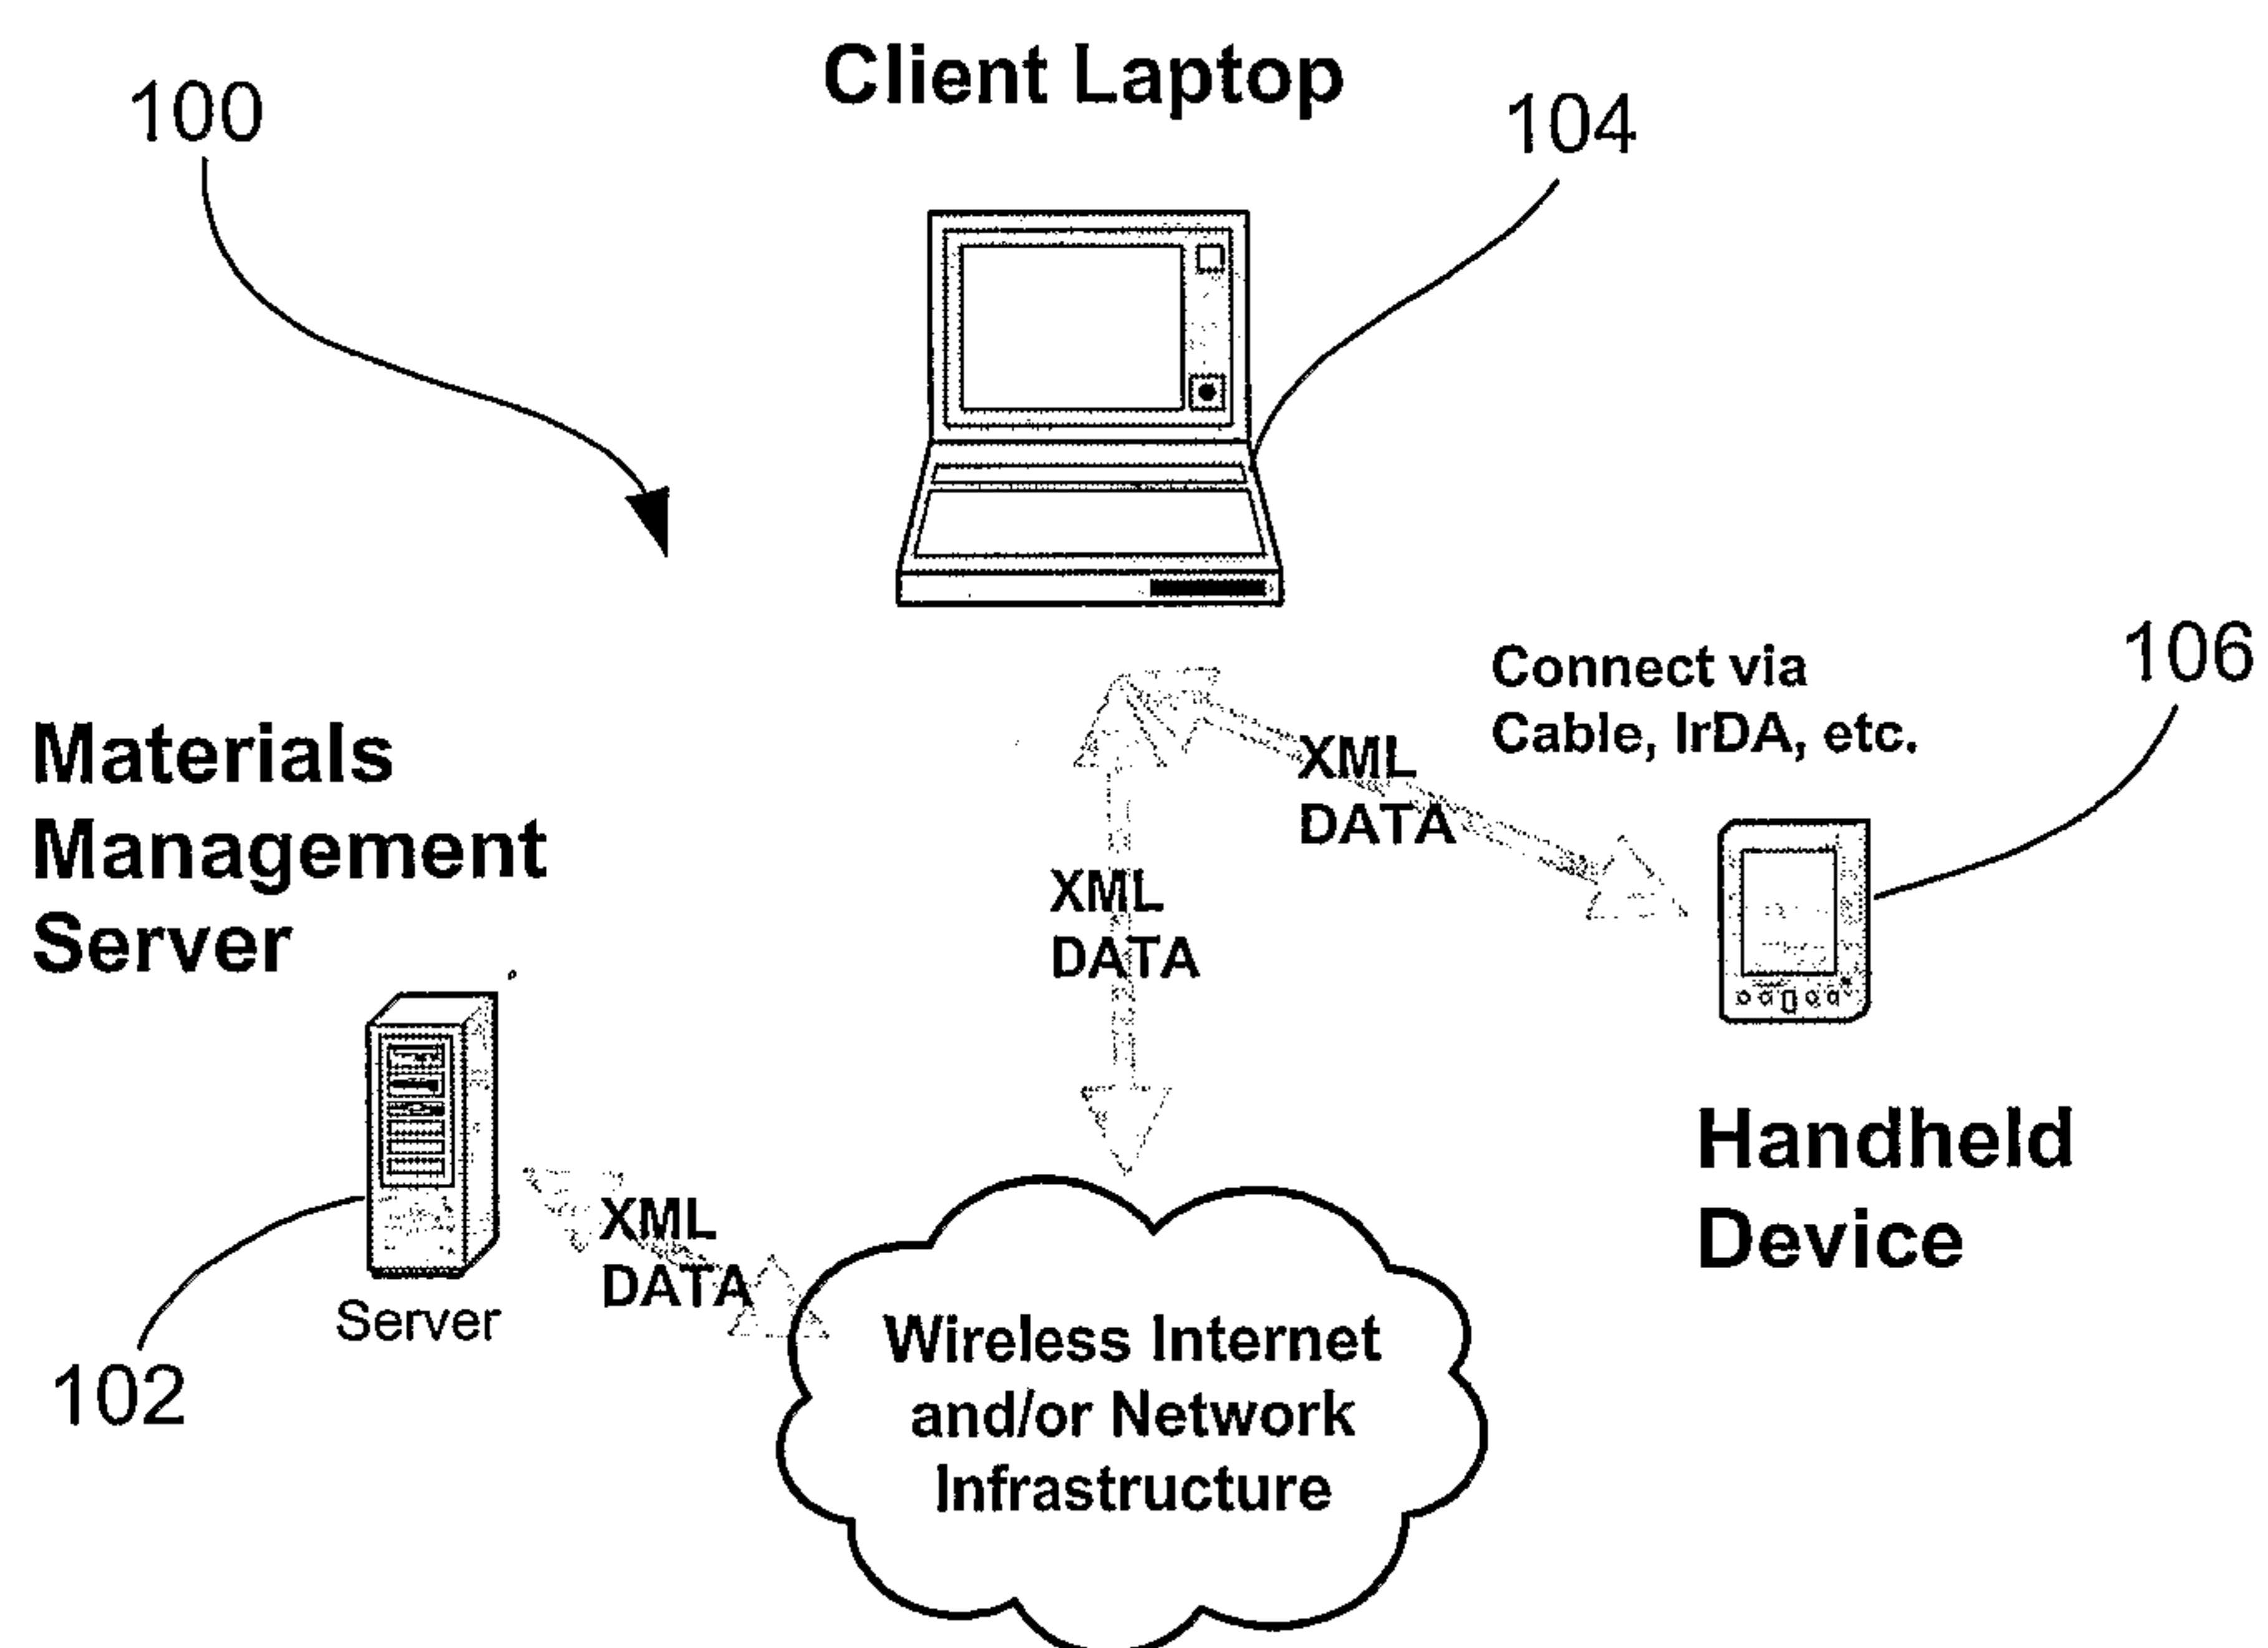 Client Laptop
100
104
106
Connect via
Cable, IrDA, etc.
Materials
Management
Server
XML
DATA
XML
DATA
Handheld
Device
XML
DATA
Server
102
Wireless Internet
and/or Network
Infrastructure